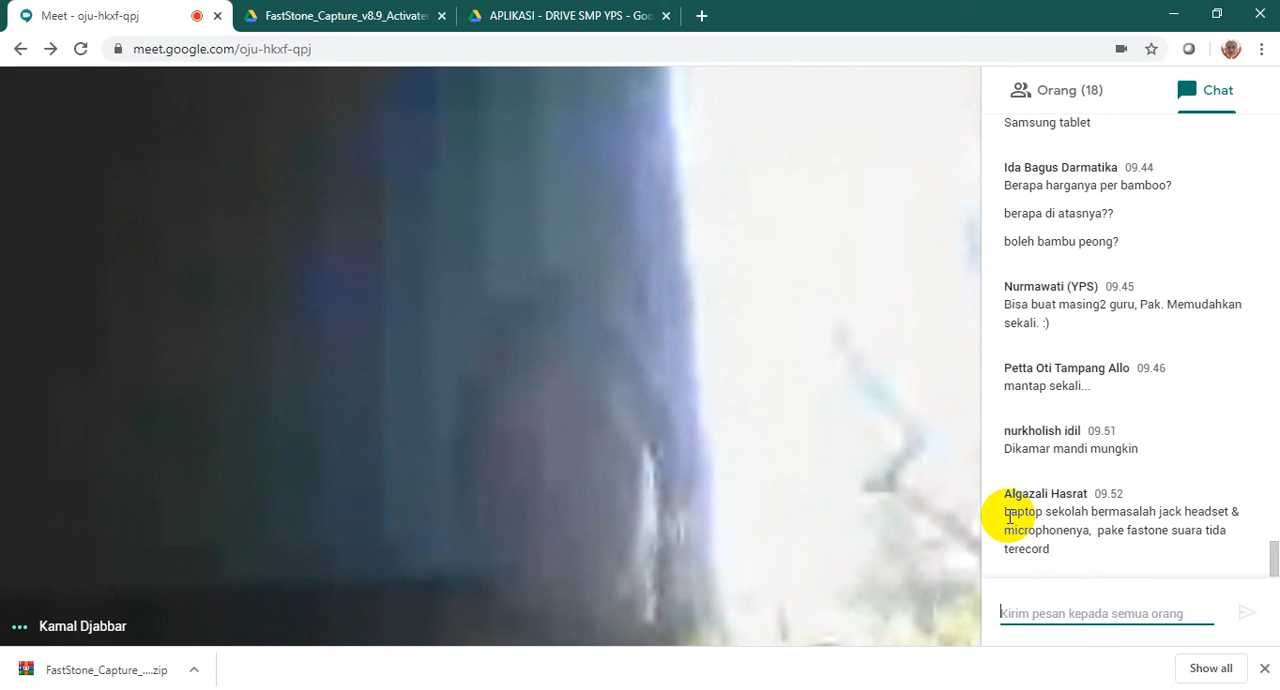 Meet - oju-hkxf-qpj
FastStone_Capture_v8.9_Activate
APLIKASI - DRIVE SMP YPS - Goo
meet.google.com/oju-hkxf-qpj
Orang (18)
Chat
Samsung tablet
Ida Bagus Darmatika 09.44
Berapa harganya per bamboo?
berapa di atasnya??
boleh bambu peong?
Nurmawati (YPS) 09.45
Bisa buat masing2 guru, Pak. Memudahkan
sekali. :)
Petta Oti Tampang Allo 09.46
mantap sekali...
nurkholish idil 09.51
Dikamar mandi mungkin
Algazali Hasrat 09.52
Laptop sekolah bermasalah jack headset &
microphonenya, pake fastone suara tida
terecord
Kirim pesan kepada semua orang
Kamal Djabbar
FastStone_Capture_....zip
Show all